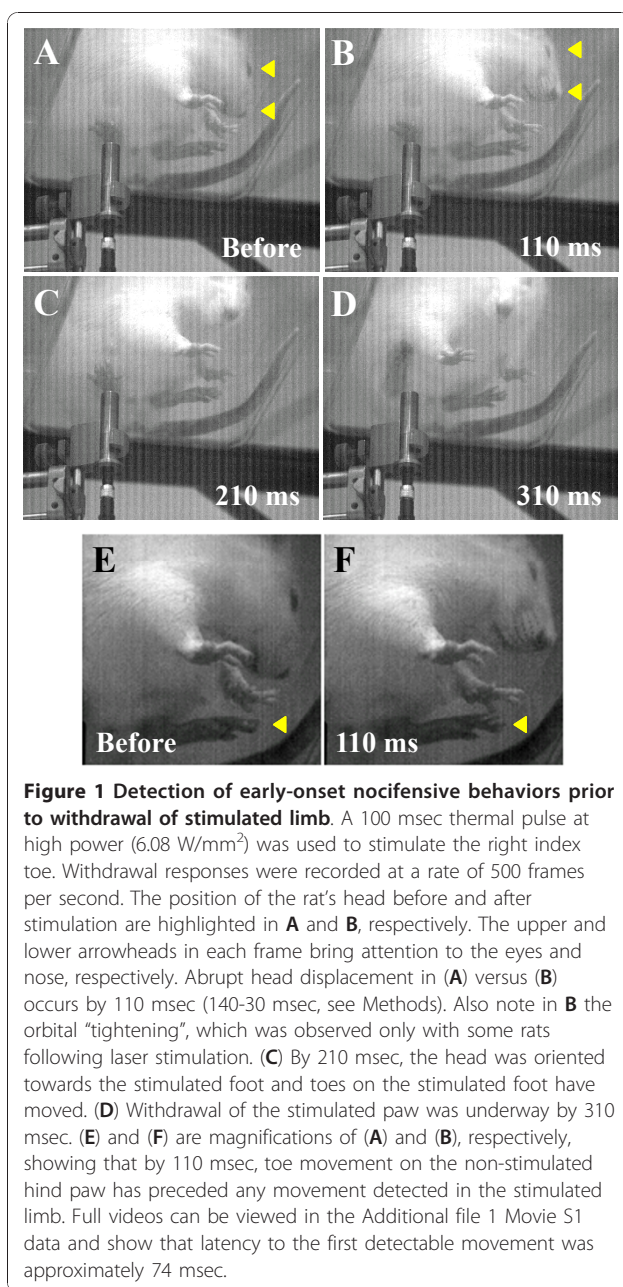 A
B
Before
110 ms
C
D
210 ms
310 ms
E
F
Before
110 ms
Figure 1 Detection of early-onset nocifensive behaviors prior
to withdrawal of stimulated limb. A 100 msec thermal pulse at
high power (6.08 W/mm²) was used to stimulate the right index
toe. Withdrawal responses were recorded at a rate of 500 frames
per second. The position of the rat's head before and after
stimulation are highlighted in A and B, respectively. The upper and
lower arrowheads in each frame bring attention to the eyes and
nose, respectively. Abrupt head displacement in (A) versus (B)
occurs by 110 msec (140-30 msec, see Methods). Also note in B the
orbital "tightening", which was observed only with some rats
following laser stimulation. (C) By 210 msec, the head was oriented
towards the stimulated foot and toes on the stimulated foot have
moved. (D) Withdrawal of the stimulated paw was underway by 310
msec. (E) and (F) are magnifications of (A) and (B), respectively,
showing that by 110 msec, toe movement on the non-stimulated
hind paw has preceded any movement detected in the stimulated
limb. Full videos can be viewed in the Additional file 1 Movie S1
data and show that latency to the first detectable movement was
approximately 74 msec.